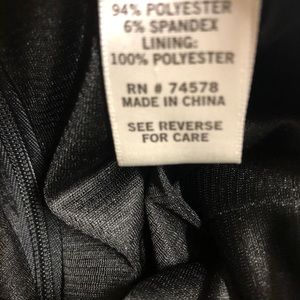 94% POLYESTER
6% SPANDEX
LINING:
100% POLYESTER
RN # 74578
MADE IN CHINA
SEE REVERSE
FOR CARE